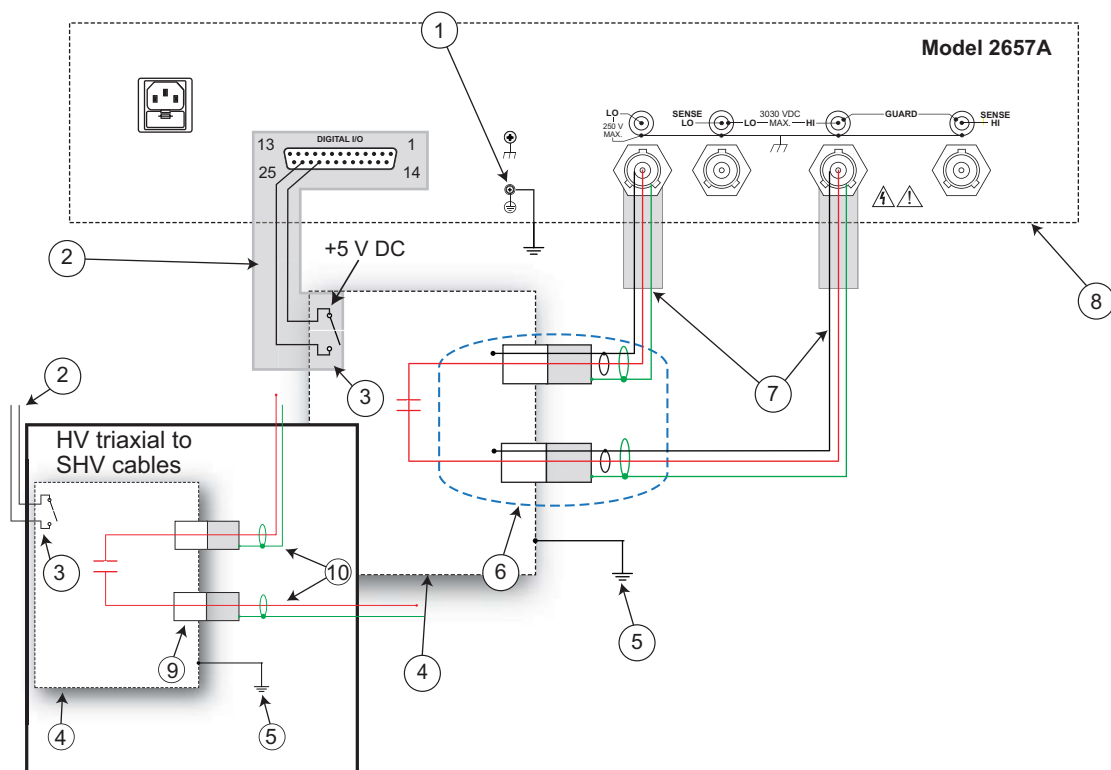 1
Model 2657A
LO
250 V
MAX.
SENSE
LO
LO
3030 VDC
MAX.
HI
GUARD
SENSE
HI
13
DIGITAL I/O
1
25
14
2
+5 V DC
8
3
7
2
HV triaxial to
SHV cables
3
10
6
5
4
9
4
5